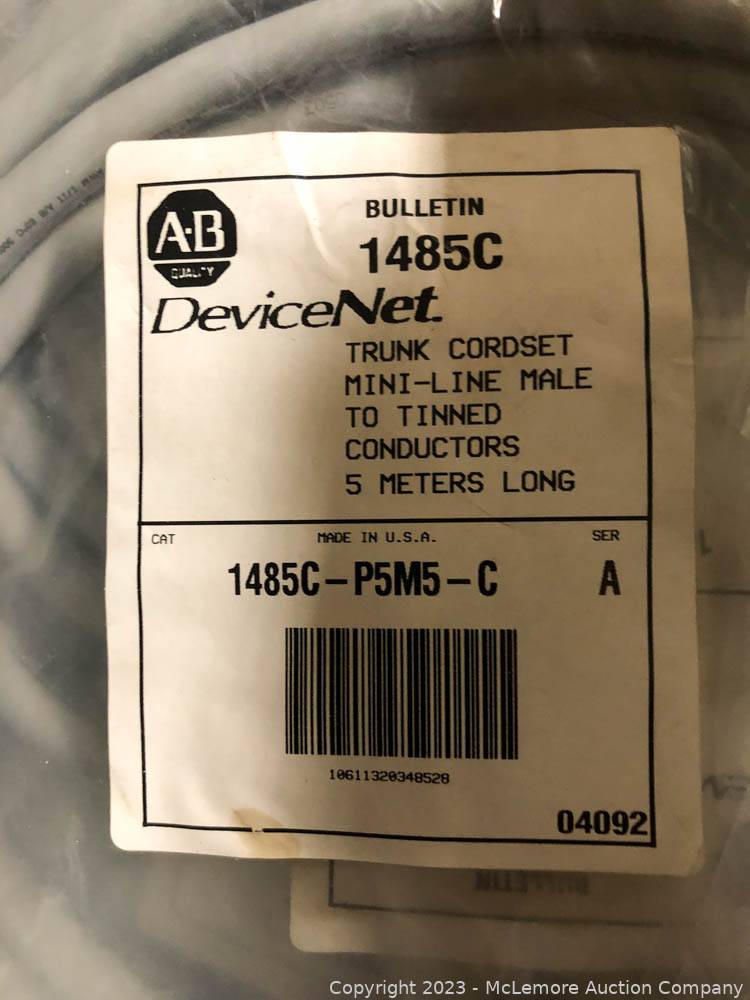 A-B
QUALITY
BULLETIN
1485C
DeviceNet.
TRUNK CORDSET
MINI-LINE MALE
TO TINNED
CONDUCTORS
5 METERS LONG
CAT
MADE IN U.S.A.
SER
1485C-P5M5-C
A
10611320348528
04092
BULLETIN
Copyright 2023 - McLemore Auction Company